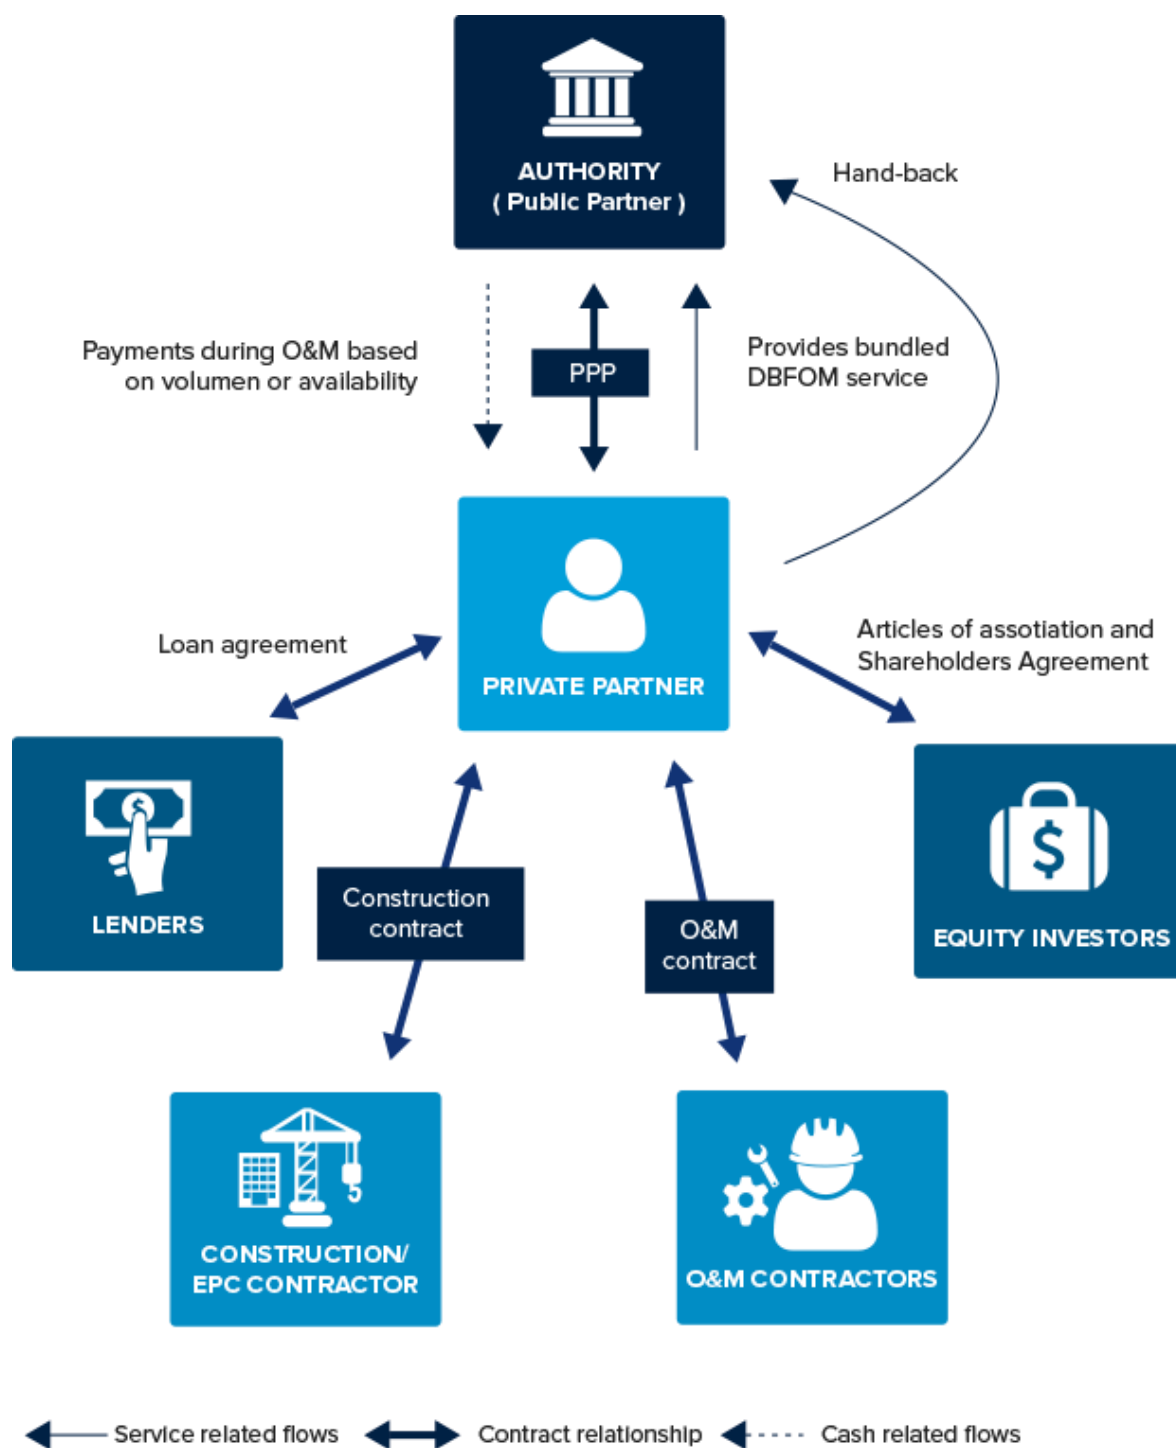 AUTHORITY
( Public Partner )
Hand-back
Payments during O&M based
on volumen or availability
PPP
Provides bundled
DBFOM service
PRIVATE PARTNER
Loan agreement
Articles of assotiation and
Shareholders Agreement
$
LENDERS
$
EQUITY INVESTORS
Construction
contract
O&M
contract
CONSTRUCTION/
EPC CONTRACTOR
O&M CONTRACTORS
Service related flows
Contract relationship
Cash related flows